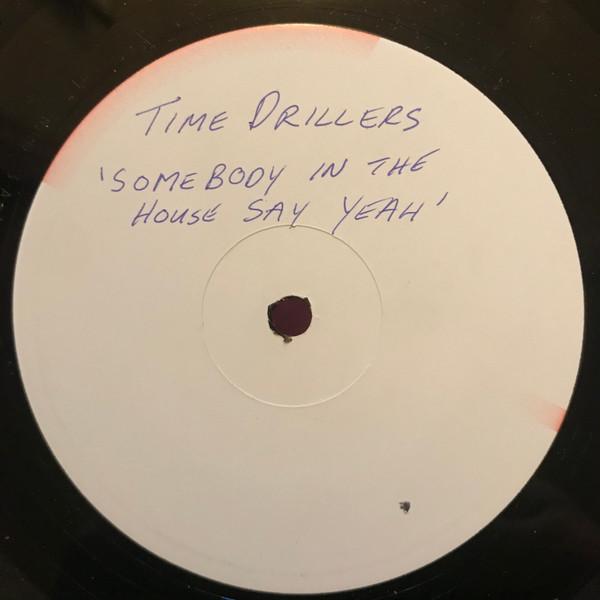 TIME DRILLERS
'SOMEBODY IN THE
HOUSE SAY YEAH'